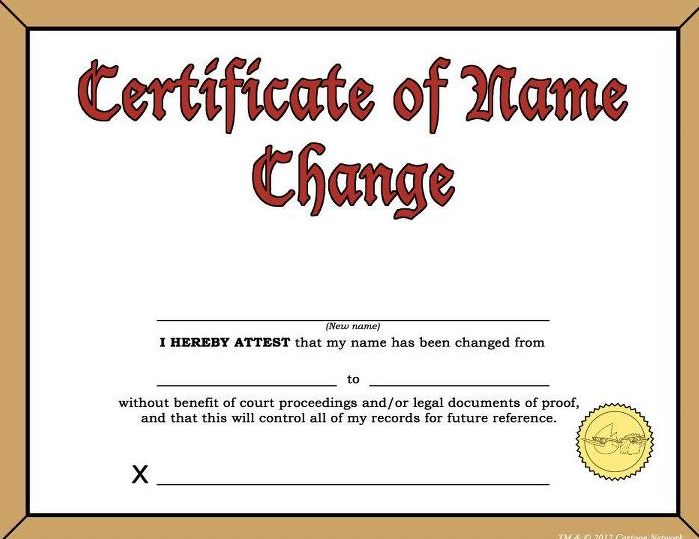 Certificate of Name
Change
(New name)
I HEREBY ATTEST that my name has been changed from
to
without benefit of court proceedings and/or legal documents of proof,
and that this will control all of my records for future reference.
X
TM & © 2012 Cartoon Network